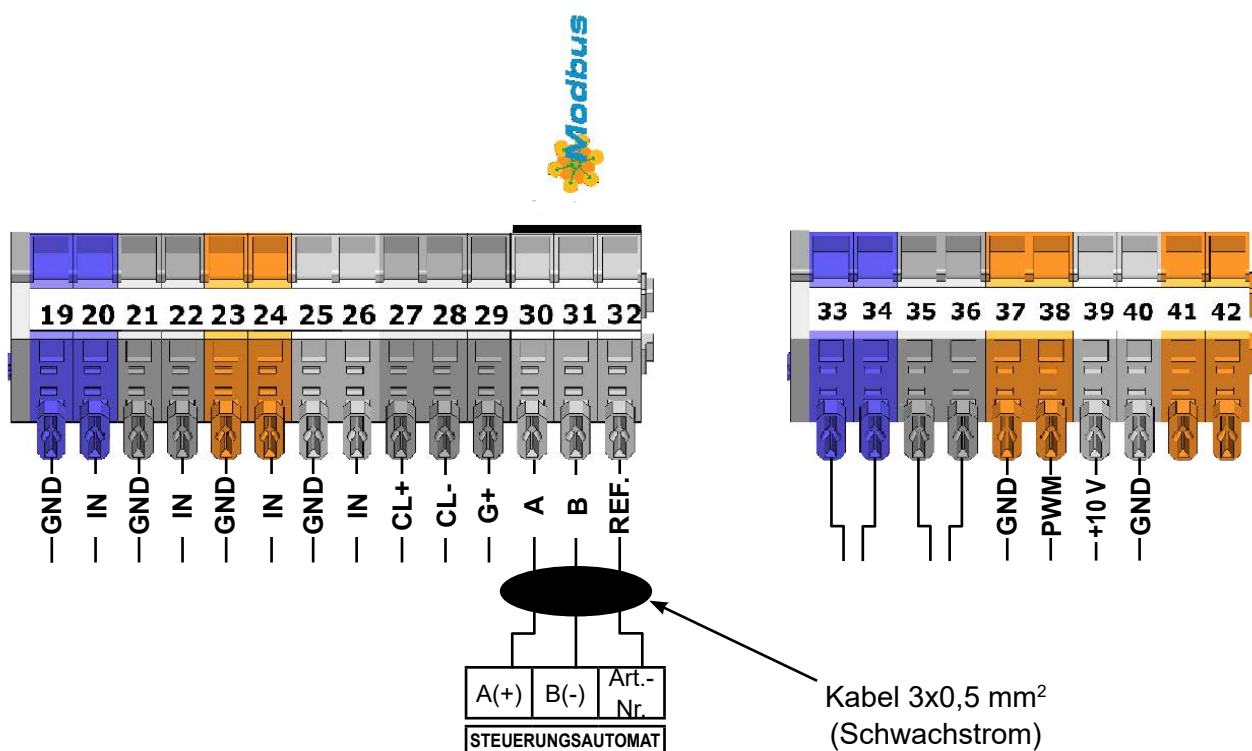 Modbus
19 20 21 22 23 24 25 26 27 28 29 30 31 32
33 34 35 36 37 38 39 40 41 42
GND IN GND IN GND IN GND IN CL+ CL- G+ A B REF.
GND PWM +10 V GND
A(+) B(-) Art.-
Nr.
STEUERUNGSAUTOMAT
Kabel 3x0,5 mm²
(Schwachstrom)